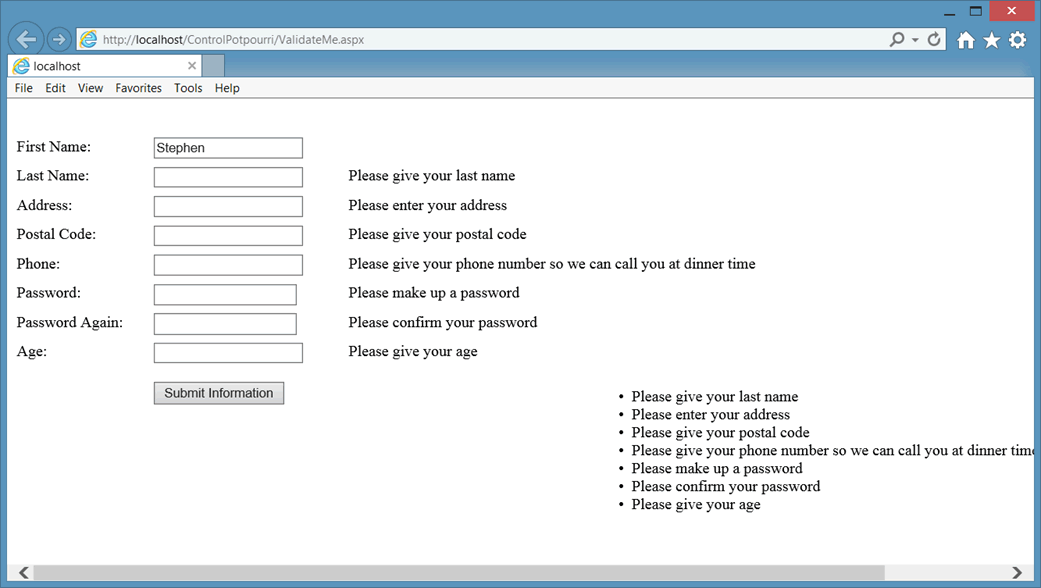 http://localhost/ControlPotpourri/ValidateMe.aspx
localhost
File Edit View Favorites Tools Help
First Name: Stephen
Last Name: Please give your last name
Address: Please enter your address
Postal Code: Please give your postal code
Phone: Please give your phone number so we can call you at dinner time
Password: Please make up a password
Password Again: Please confirm your password
Age: Please give your age
Submit Information
• Please give your last name
• Please enter your address
• Please give your postal code
• Please give your phone number so we can call you at dinner time
• Please make up a password
• Please confirm your password
• Please give your age